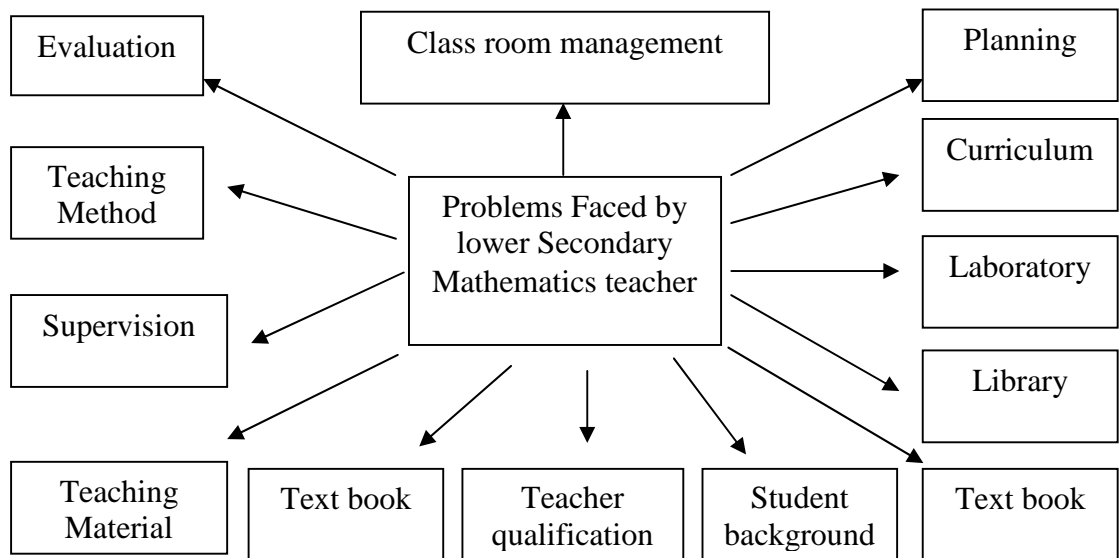 Evaluation
Class room management
Planning
Teaching
Method
Curriculum
Problems Faced by
lower Secondary
Mathematics teacher
Laboratory
Supervision
Library
Teaching
Material
Text book
Teacher
qualification
Student
background
Text book